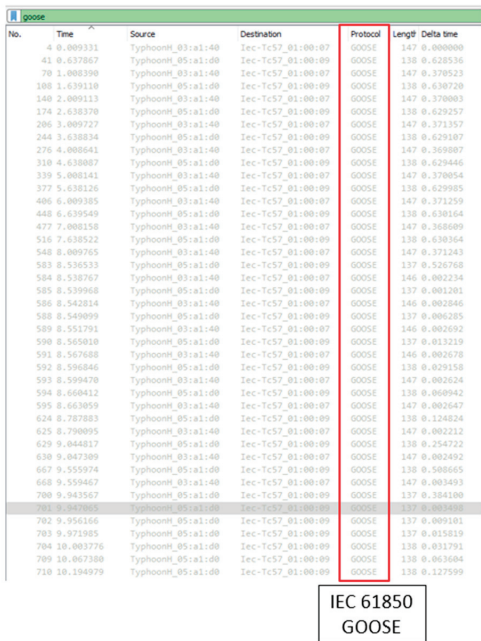 goose
No. Time Source Destination Protocol Length Delta time
4 0.009331 TyphoonH_03:a1:40 Iec-Tc57_01:00:07 GOOSE 147 0.000000
41 0.637867 TyphoonH_05:a1:d0 Iec-Tc57_01:00:09 GOOSE 138 0.628536
70 1.008390 TyphoonH_03:a1:40 Iec-Tc57_01:00:07 GOOSE 147 0.370523
108 1.639110 TyphoonH_05:a1:d0 Iec-Tc57_01:00:09 GOOSE 138 0.630720
140 2.009113 TyphoonH_03:a1:40 Iec-Tc57_01:00:07 GOOSE 147 0.370003
174 2.638370 TyphoonH_05:a1:d0 Iec-Tc57_01:00:09 GOOSE 138 0.629257
206 3.009727 TyphoonH_03:a1:40 Iec-Tc57_01:00:07 GOOSE 147 0.371357
244 3.638834 TyphoonH_05:a1:d0 Iec-Tc57_01:00:09 GOOSE 138 0.629107
276 4.008641 TyphoonH_03:a1:40 Iec-Tc57_01:00:07 GOOSE 147 0.369807
310 4.638087 TyphoonH_05:a1:d0 Iec-Tc57_01:00:09 GOOSE 138 0.629446
339 5.008141 TyphoonH_03:a1:40 Iec-Tc57_01:00:07 GOOSE 147 0.370054
377 5.638126 TyphoonH_05:a1:d0 Iec-Tc57_01:00:09 GOOSE 138 0.629985
406 6.009385 TyphoonH_03:a1:40 Iec-Tc57_01:00:07 GOOSE 147 0.371259
448 6.639549 TyphoonH_05:a1:d0 Iec-Tc57_01:00:09 GOOSE 138 0.630164
477 7.008158 TyphoonH_03:a1:40 Iec-Tc57_01:00:07 GOOSE 147 0.368609
516 7.638522 TyphoonH_05:a1:d0 Iec-Tc57_01:00:09 GOOSE 138 0.630364
548 8.009765 TyphoonH_03:a1:40 Iec-Tc57_01:00:07 GOOSE 147 0.371243
583 8.536533 TyphoonH_05:a1:d0 Iec-Tc57_01:00:09 GOOSE 137 0.526768
584 8.538767 TyphoonH_03:a1:40 Iec-Tc57_01:00:07 GOOSE 146 0.002234
585 8.539968 TyphoonH_05:a1:d0 Iec-Tc57_01:00:09 GOOSE 137 0.001201
586 8.542814 TyphoonH_03:a1:40 Iec-Tc57_01:00:07 GOOSE 146 0.002846
588 8.549099 TyphoonH_05:a1:d0 Iec-Tc57_01:00:09 GOOSE 137 0.006285
589 8.551791 TyphoonH_03:a1:40 Iec-Tc57_01:00:07 GOOSE 146 0.002692
590 8.565010 TyphoonH_05:a1:d0 Iec-Tc57_01:00:09 GOOSE 137 0.013219
591 8.567688 TyphoonH_03:a1:40 Iec-Tc57_01:00:07 GOOSE 146 0.002678
592 8.596846 TyphoonH_05:a1:d0 Iec-Tc57_01:00:09 GOOSE 138 0.029158
593 8.599470 TyphoonH_03:a1:40 Iec-Tc57_01:00:07 GOOSE 147 0.002624
594 8.660412 TyphoonH_05:a1:d0 Iec-Tc57_01:00:09 GOOSE 138 0.060942
595 8.663059 TyphoonH_03:a1:40 Iec-Tc57_01:00:07 GOOSE 147 0.002647
624 8.787883 TyphoonH_05:a1:d0 Iec-Tc57_01:00:09 GOOSE 138 0.124824
625 8.790095 TyphoonH_03:a1:40 Iec-Tc57_01:00:07 GOOSE 147 0.002212
629 9.044817 TyphoonH_05:a1:d0 Iec-Tc57_01:00:09 GOOSE 138 0.254722
630 9.047309 TyphoonH_03:a1:40 Iec-Tc57_01:00:07 GOOSE 147 0.002492
667 9.555974 TyphoonH_05:a1:d0 Iec-Tc57_01:00:09 GOOSE 138 0.508665
668 9.559467 TyphoonH_03:a1:40 Iec-Tc57_01:00:07 GOOSE 147 0.003493
700 9.943567 TyphoonH_05:a1:d0 Iec-Tc57_01:00:09 GOOSE 137 0.384100
701 9.947065 TyphoonH_05:a1:d0 Iec-Tc57_01:00:09 GOOSE 137 0.003498
702 9.956166 TyphoonH_05:a1:d0 Iec-Tc57_01:00:09 GOOSE 137 0.009101
703 9.971985 TyphoonH_05:a1:d0 Iec-Tc57_01:00:09 GOOSE 137 0.015819
704 10.003776 TyphoonH_05:a1:d0 Iec-Tc57_01:00:09 GOOSE 138 0.031791
709 10.067380 TyphoonH_05:a1:d0 Iec-Tc57_01:00:09 GOOSE 138 0.063604
710 10.194979 TyphoonH_05:a1:d0 Iec-Tc57_01:00:09 GOOSE 138 0.127599
IEC 61850
GOOSE